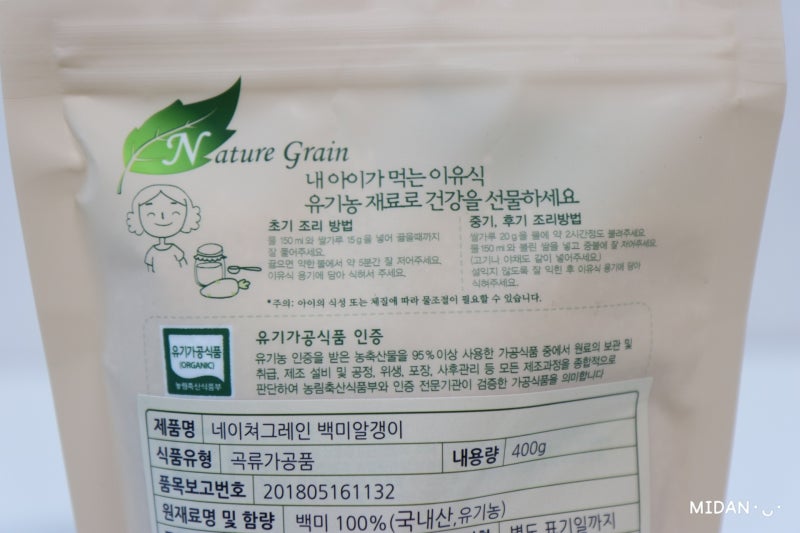 Nature Grain
내 아이가 먹는 이유식
유기농 재료로 건강을 선물하세요
초기 조리 방법
물 150 ml 와 쌀가루 15 g 을 넣어 끓을때까지
잘 풀어주세요.
끓으면 약한 불에서 약 5분간 잘 저어주세요.
이유식 용기에 담아 식혀서 주세요.
중기, 후기 조리방법
쌀가루 20 g 을 물에 약 2시간정도 불려주세요
물 150 ml 와 불린 쌀을 넣고 중불에 잘 저어주세요.
(고기나 야채도 같이 넣어주세요)
설익지 않도록 잘 익힌 후 이유식 용기에 담아
식혀주세요.
*주의: 아이의 식성 또는 체질에 따라 물조절이 필요할 수 있습니다.
유기가공식품
(ORGANIC)
농림축산식품부
유기가공식품 인증
유기농 인증을 받은 농축산물을 95%이상 사용한 가공식품 중에서 원료의 보관 및
취급, 제조 설비 및 공정, 위생, 포장, 사후관리 등 모든 제조과정을 종합적으로
판단하여 농림축산식품부와 인증 전문기관이 검증한 가공식품을 의미합니다
제품명 네이쳐그레인 백미알갱이
식품유형 곡류가공품 내용량 400g
품목보고번호 201805161132
원재료명 및 함량 백미 100%(국내산,유기농)
별도 표기일까지
MIDAN